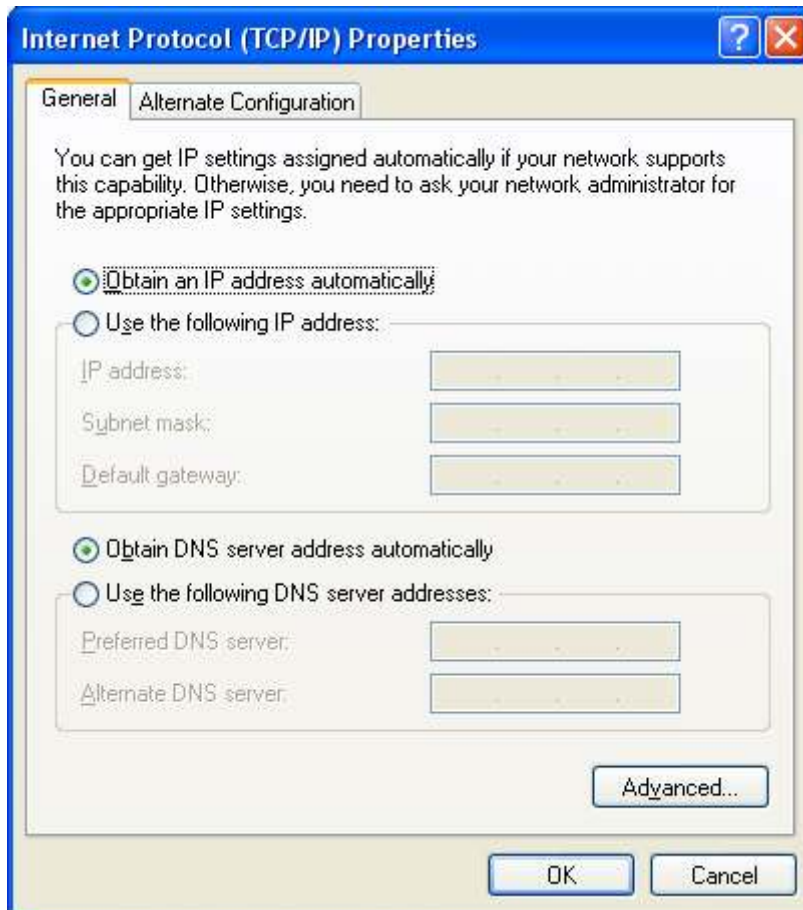 Internet Protocol (TCP/IP) Properties
General
Alternate Configuration
You can get IP settings assigned automatically if your network supports
this capability. Otherwise, you need to ask your network administrator for
the appropriate IP settings.
Obtain an IP address automatically
Use the following IP address:
IP address:
Subnet mask:
Default gateway:
Obtain DNS server address automatically
Use the following DNS server addresses:
Preferred DNS server:
Alternate DNS server:
Advanced...
OK
Cancel